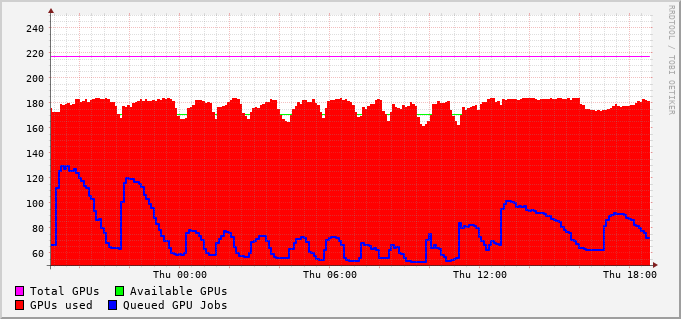 RRDTOOL / TOBI OETIKER
240
220
200
180
160
140
120
100
80
60
Thu 00:00 Thu 06:00 Thu 12:00 Thu 18:00
Total GPUs Available GPUs
GPUs used Queued GPU Jobs